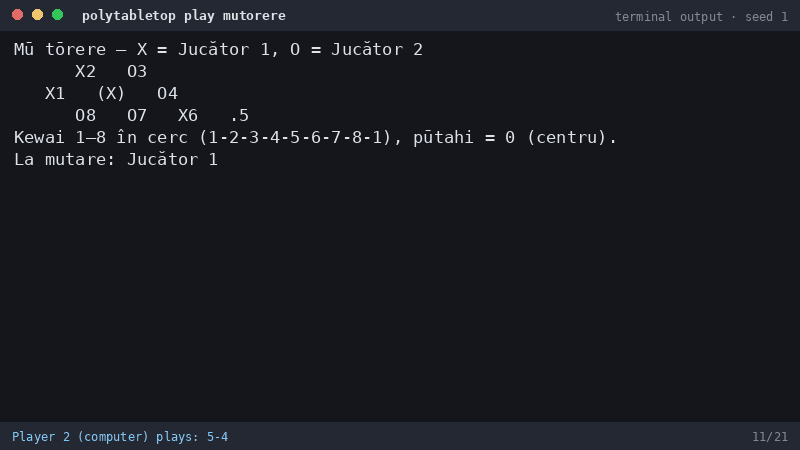 polytabletop play mutorere
terminal output · seed 1
Mū tōrere — X = Jucător 1, O = Jucător 2
X2 O3
X1 (X) O4
O8 O7 X6 .5
Kewai 1–8 în cerc (1-2-3-4-5-6-7-8-1), pūtahi = 0 (centru).
La mutare: Jucător 1
Player 2 (computer) plays: 5-4
11/21